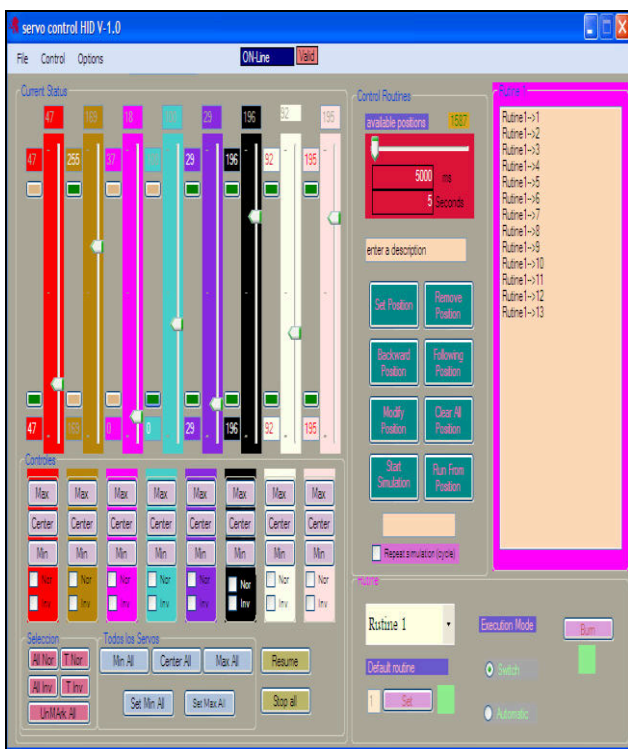 servo control HID V-1.0
File Control Options ON-Line Valid
Current Status
47 169 18 29 196 92 195
47 255 37 29 196 92 195
47 169 0 0 29 196 92 195
Controles
Max Max Max Max Max Max Max Max
Center Center Center Center Center Center Center Center
Min Min Min Min Min Min Min Min
Nor Nor Nor Nor Nor Nor Nor Nor
Inv Inv Inv Inv Inv Inv Inv Inv
Seleccion
All Nor T Nor
All Inv T Inv
UnMArk All
Todos los Servos
Min All Center All Max All
Set Min All Set Max All
Resume
Stop all
Control Routines
available positions 1587
5000 ms
5 Seconds
enter a description
Set Position Remove Position
Backward Position Following Position
Modify Position Clear All Position
Start Simulation Run From Position
Repeat simulation (cycle)
Rutine 1
Rutine1-->1
Rutine1-->2
Rutine1-->3
Rutine1-->4
Rutine1-->5
Rutine1-->6
Rutine1-->7
Rutine1-->8
Rutine1-->9
Rutine1-->10
Rutine1-->11
Rutine1-->12
Rutine1-->13
Rutine
Rutine 1
Execution Mode
Burn
Default routine
1 Set
Switch
Automatic